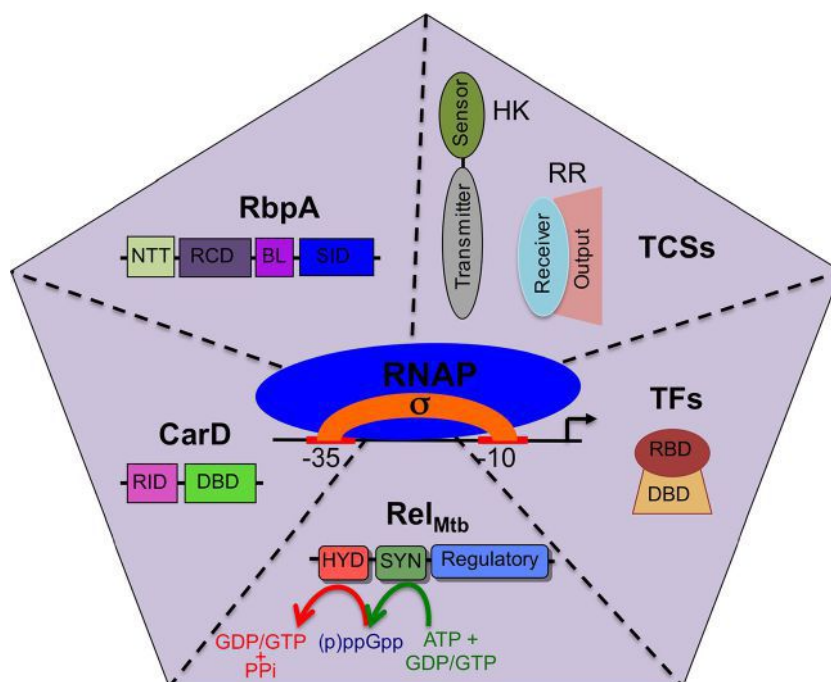 Sensor
HK
Transmitter
RR
Receiver
Output
TCSs
RbpA
NTT RCD BL SID
RNAP
σ
-35 -10
TFs
RBD
DBD
CarD
RID DBD
Rel_Mtb
HYD SYN Regulatory
GDP/GTP
+
PPi
(p)ppGpp
ATP +
GDP/GTP